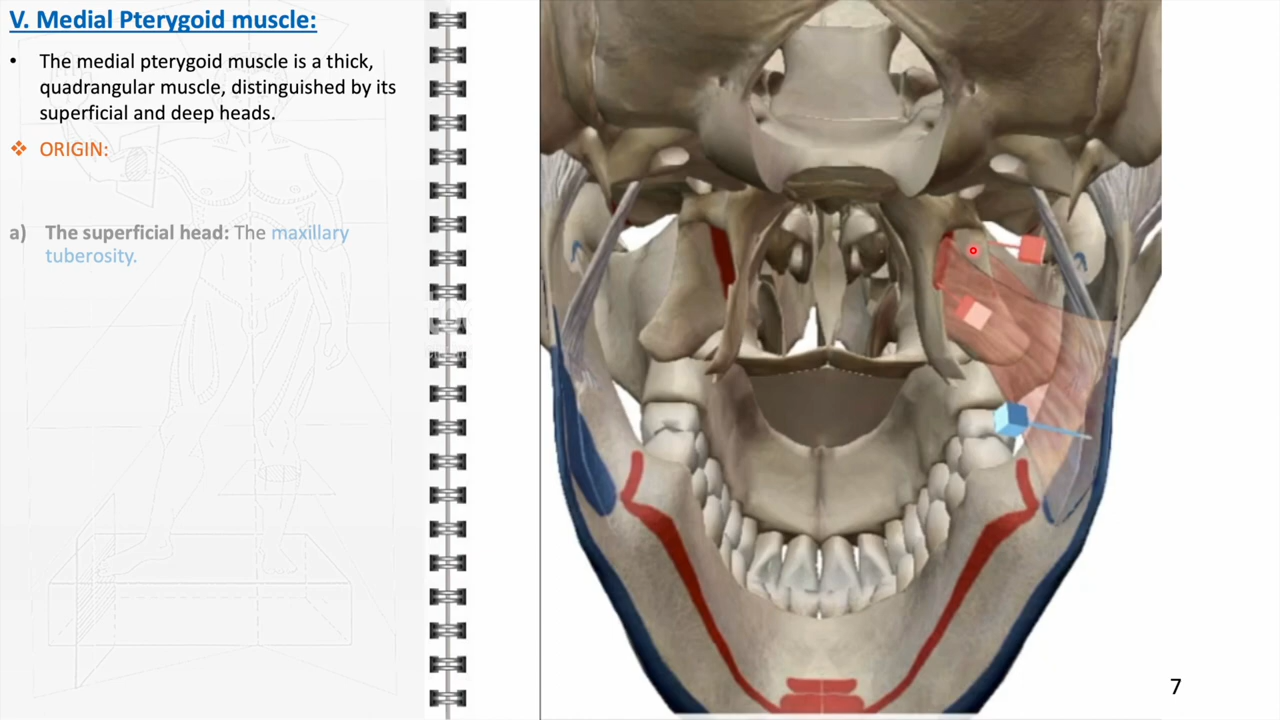 V. Medial Pterygoid muscle:
• The medial pterygoid muscle is a thick,
quadrangular muscle, distinguished by its
superficial and deep heads.
❖ ORIGIN:
a) The superficial head: The maxillary
tuberosity.
7